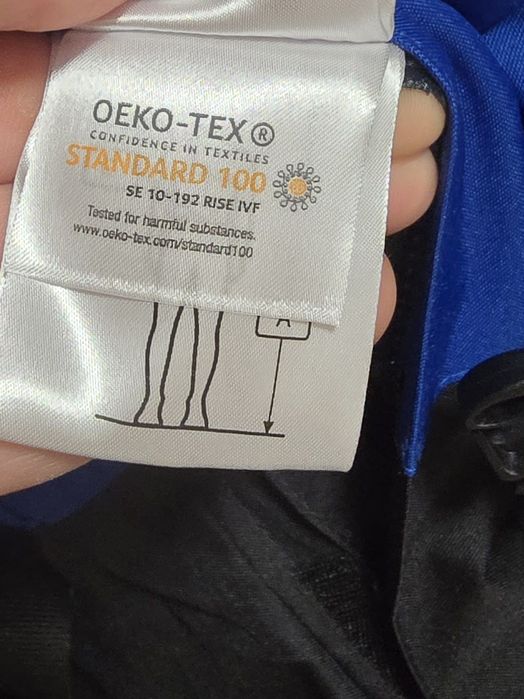 OEKO-TEX®
CONFIDENCE IN TEXTILES
STANDARD 100
SE 10-192 RISE IVF
Tested for harmful substances.
www.oeko-tex.com/standard100
A